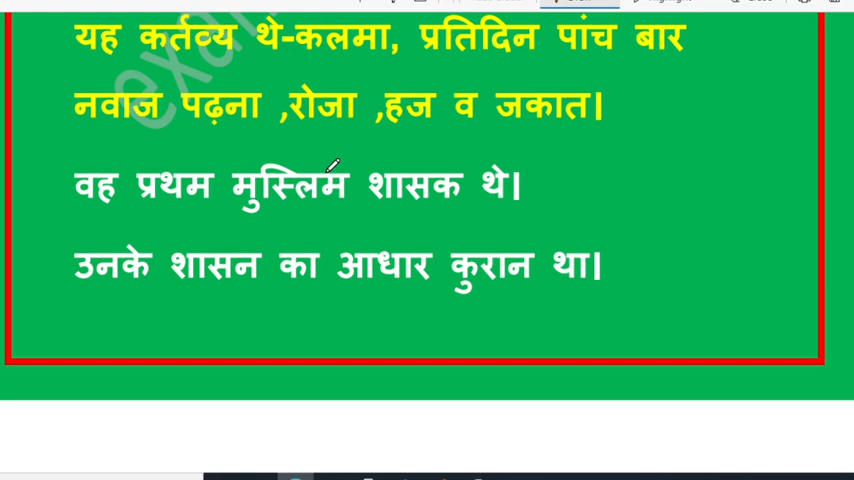 यह कर्तव्य थे-कलमा, प्रतिदिन पांच बार
नवाज पढ़ना ,रोजा ,हज व जकात।
वह प्रथम मुस्लिम शासक थे।
उनके शासन का आधार कुरान था।